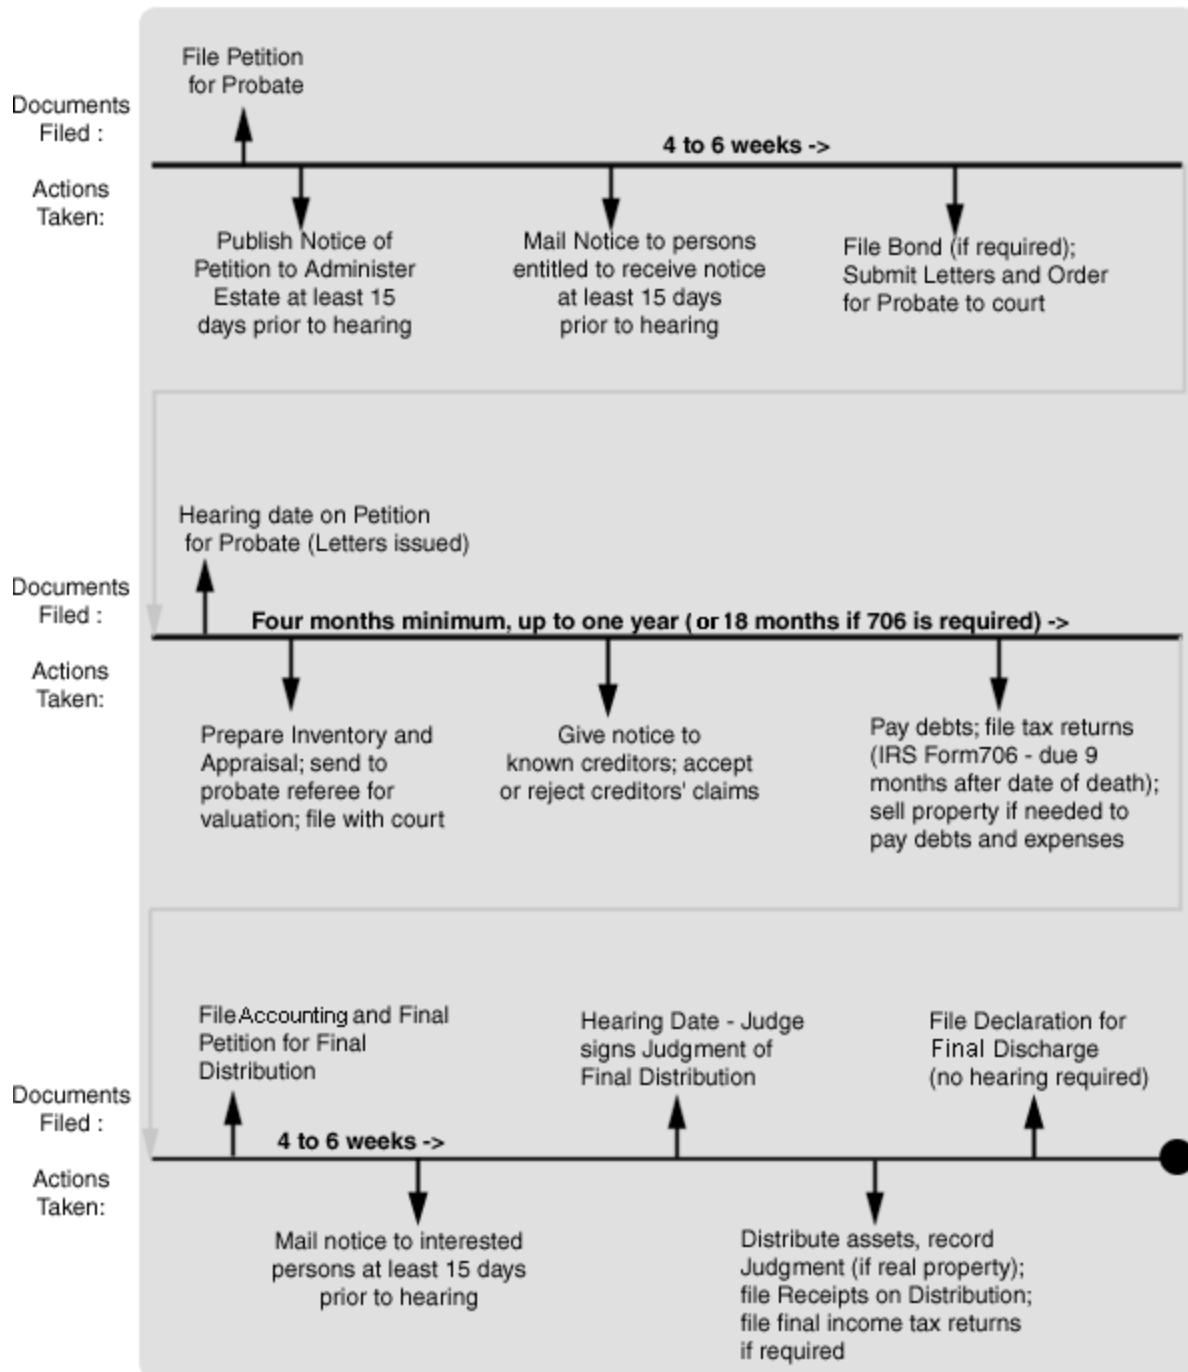 File Petition
for Probate
Documents
Filed :
4 to 6 weeks ->
Actions
Taken:
Publish Notice of
Petition to Administer
Estate at least 15
days prior to hearing
Mail Notice to persons
entitled to receive notice
at least 15 days
prior to hearing
File Bond (if required);
Submit Letters and Order
for Probate to court
Hearing date on Petition
for Probate (Letters issued)
Documents
Filed :
Four months minimum, up to one year (or 18 months if 706 is required) ->
Actions
Taken:
Prepare Inventory and
Appraisal; send to
probate referee for
valuation; file with court
Give notice to
known creditors; accept
or reject creditors' claims
Pay debts; file tax returns
(IRS Form706 - due 9
months after date of death);
sell property if needed to
pay debts and expenses
File Accounting and Final
Petition for Final
Distribution
Hearing Date - Judge
signs Judgment of
Final Distribution
File Declaration for
Final Discharge
(no hearing required)
Documents
Filed :
4 to 6 weeks ->
Actions
Taken:
Mail notice to interested
persons at least 15 days
prior to hearing
Distribute assets, record
Judgment (if real property);
file Receipts on Distribution;
file final income tax returns
if required